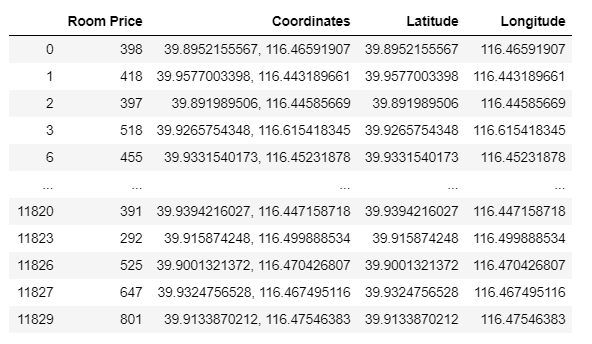 Room Price Coordinates Latitude Longitude
0 398 39.8952155567, 116.46591907 39.8952155567 116.46591907
1 418 39.9577003398, 116.443189661 39.9577003398 116.443189661
2 397 39.891989506, 116.44585669 39.891989506 116.44585669
3 518 39.9265754348, 116.615418345 39.9265754348 116.615418345
6 455 39.9331540173, 116.45231878 39.9331540173 116.45231878
... ... ... ... ...
11820 391 39.9394216027, 116.447158718 39.9394216027 116.447158718
11823 292 39.915874248, 116.499888534 39.915874248 116.499888534
11826 525 39.9001321372, 116.470426807 39.9001321372 116.470426807
11827 647 39.9324756528, 116.467495116 39.9324756528 116.467495116
11829 801 39.9133870212, 116.47546383 39.9133870212 116.47546383